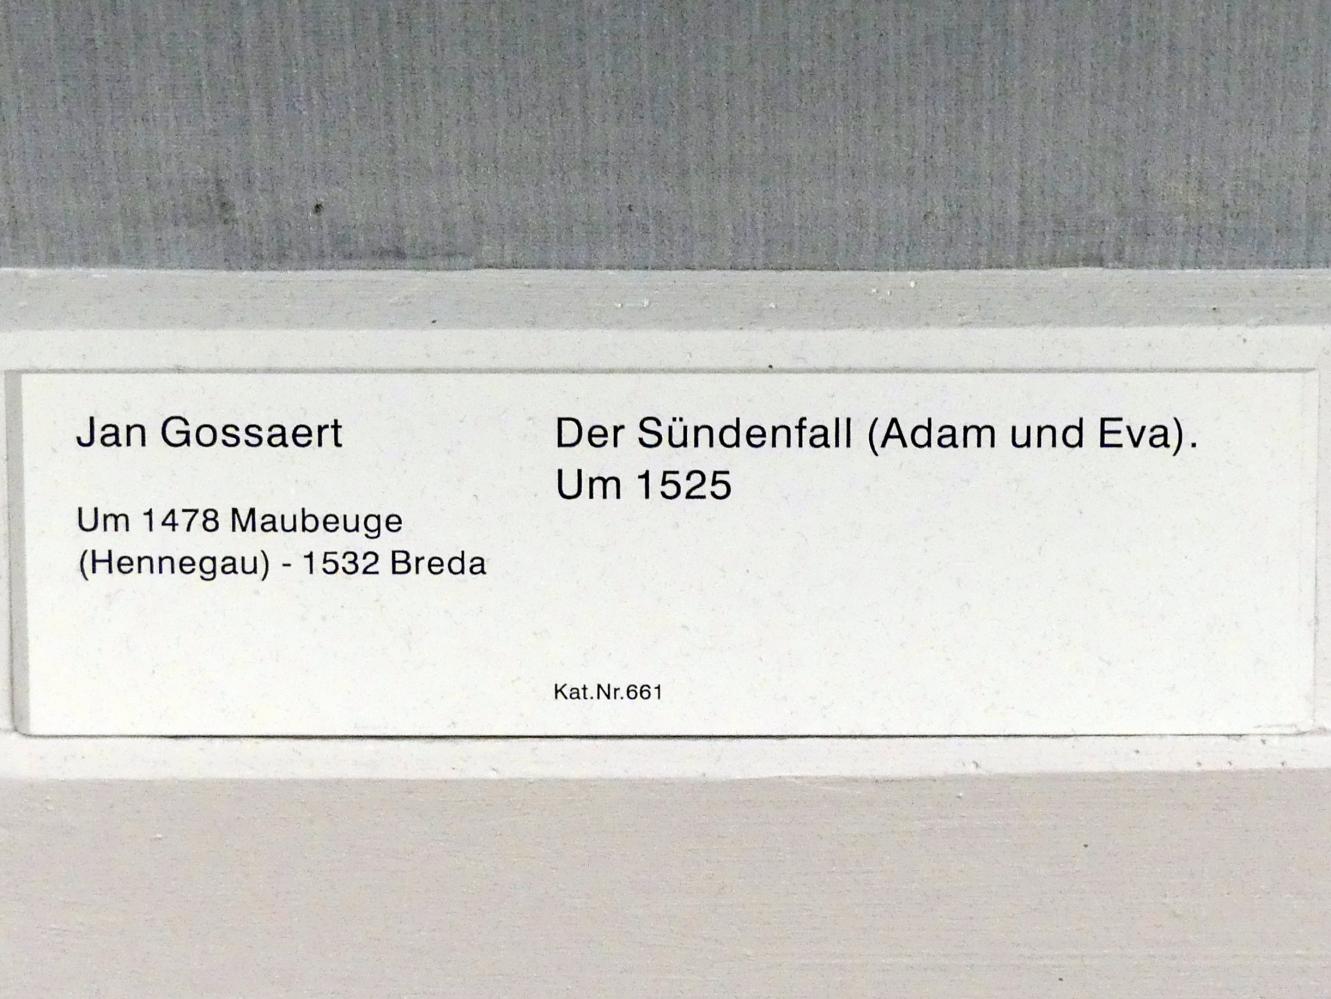 Jan Gossaert
Um 1478 Maubeuge
(Hennegau) - 1532 Breda
Der Sündenfall (Adam und Eva).
Um 1525
Kat.Nr.661